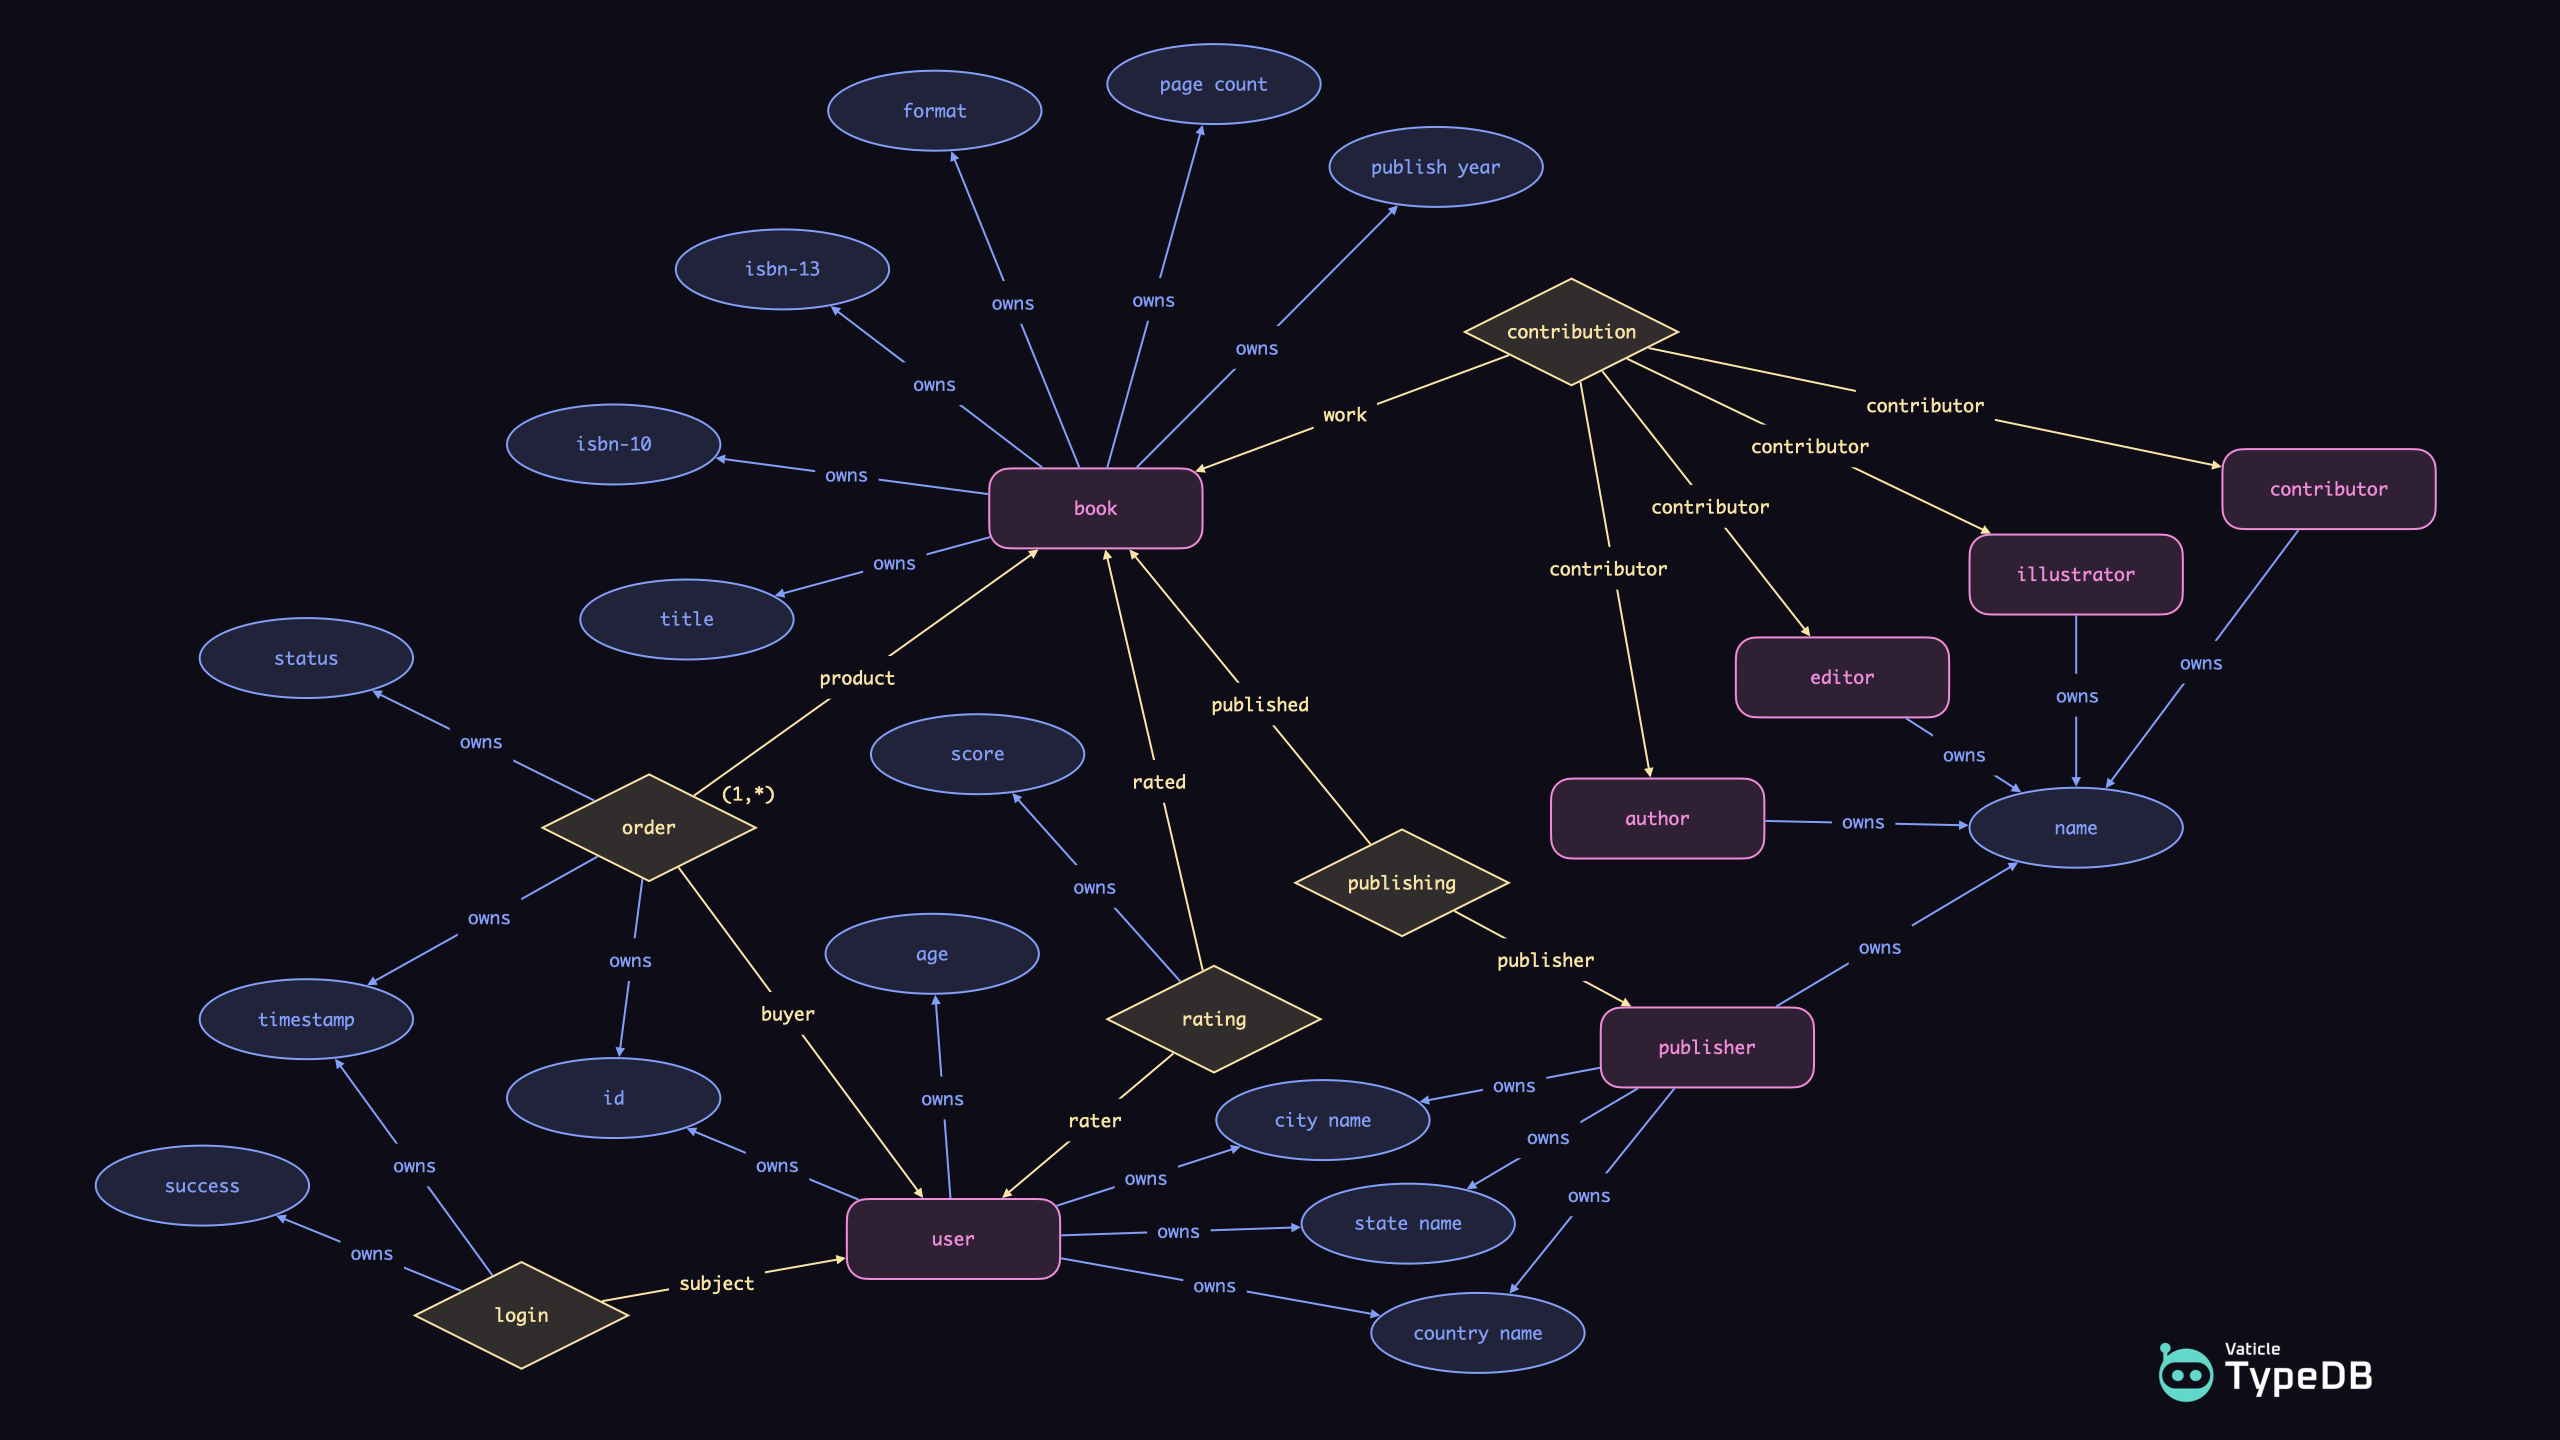 page count
format
publish year
isbn-13
owns
owns
contribution
owns
owns
contributor
work
isbn-10
contributor
owns
contributor
book
contributor
owns
contributor
illustrator
title
status
owns
product
editor
owns
published
owns
score
owns
rated
(1,*)
order
author
owns
name
owns
publishing
owns
owns
age
owns
publisher
timestamp
buyer
rating
publisher
owns
id
owns
rater
city name
owns
owns
owns
success
owns
owns
user
owns
state name
owns
subject
owns
login
country name
Vaticle
TypeDB